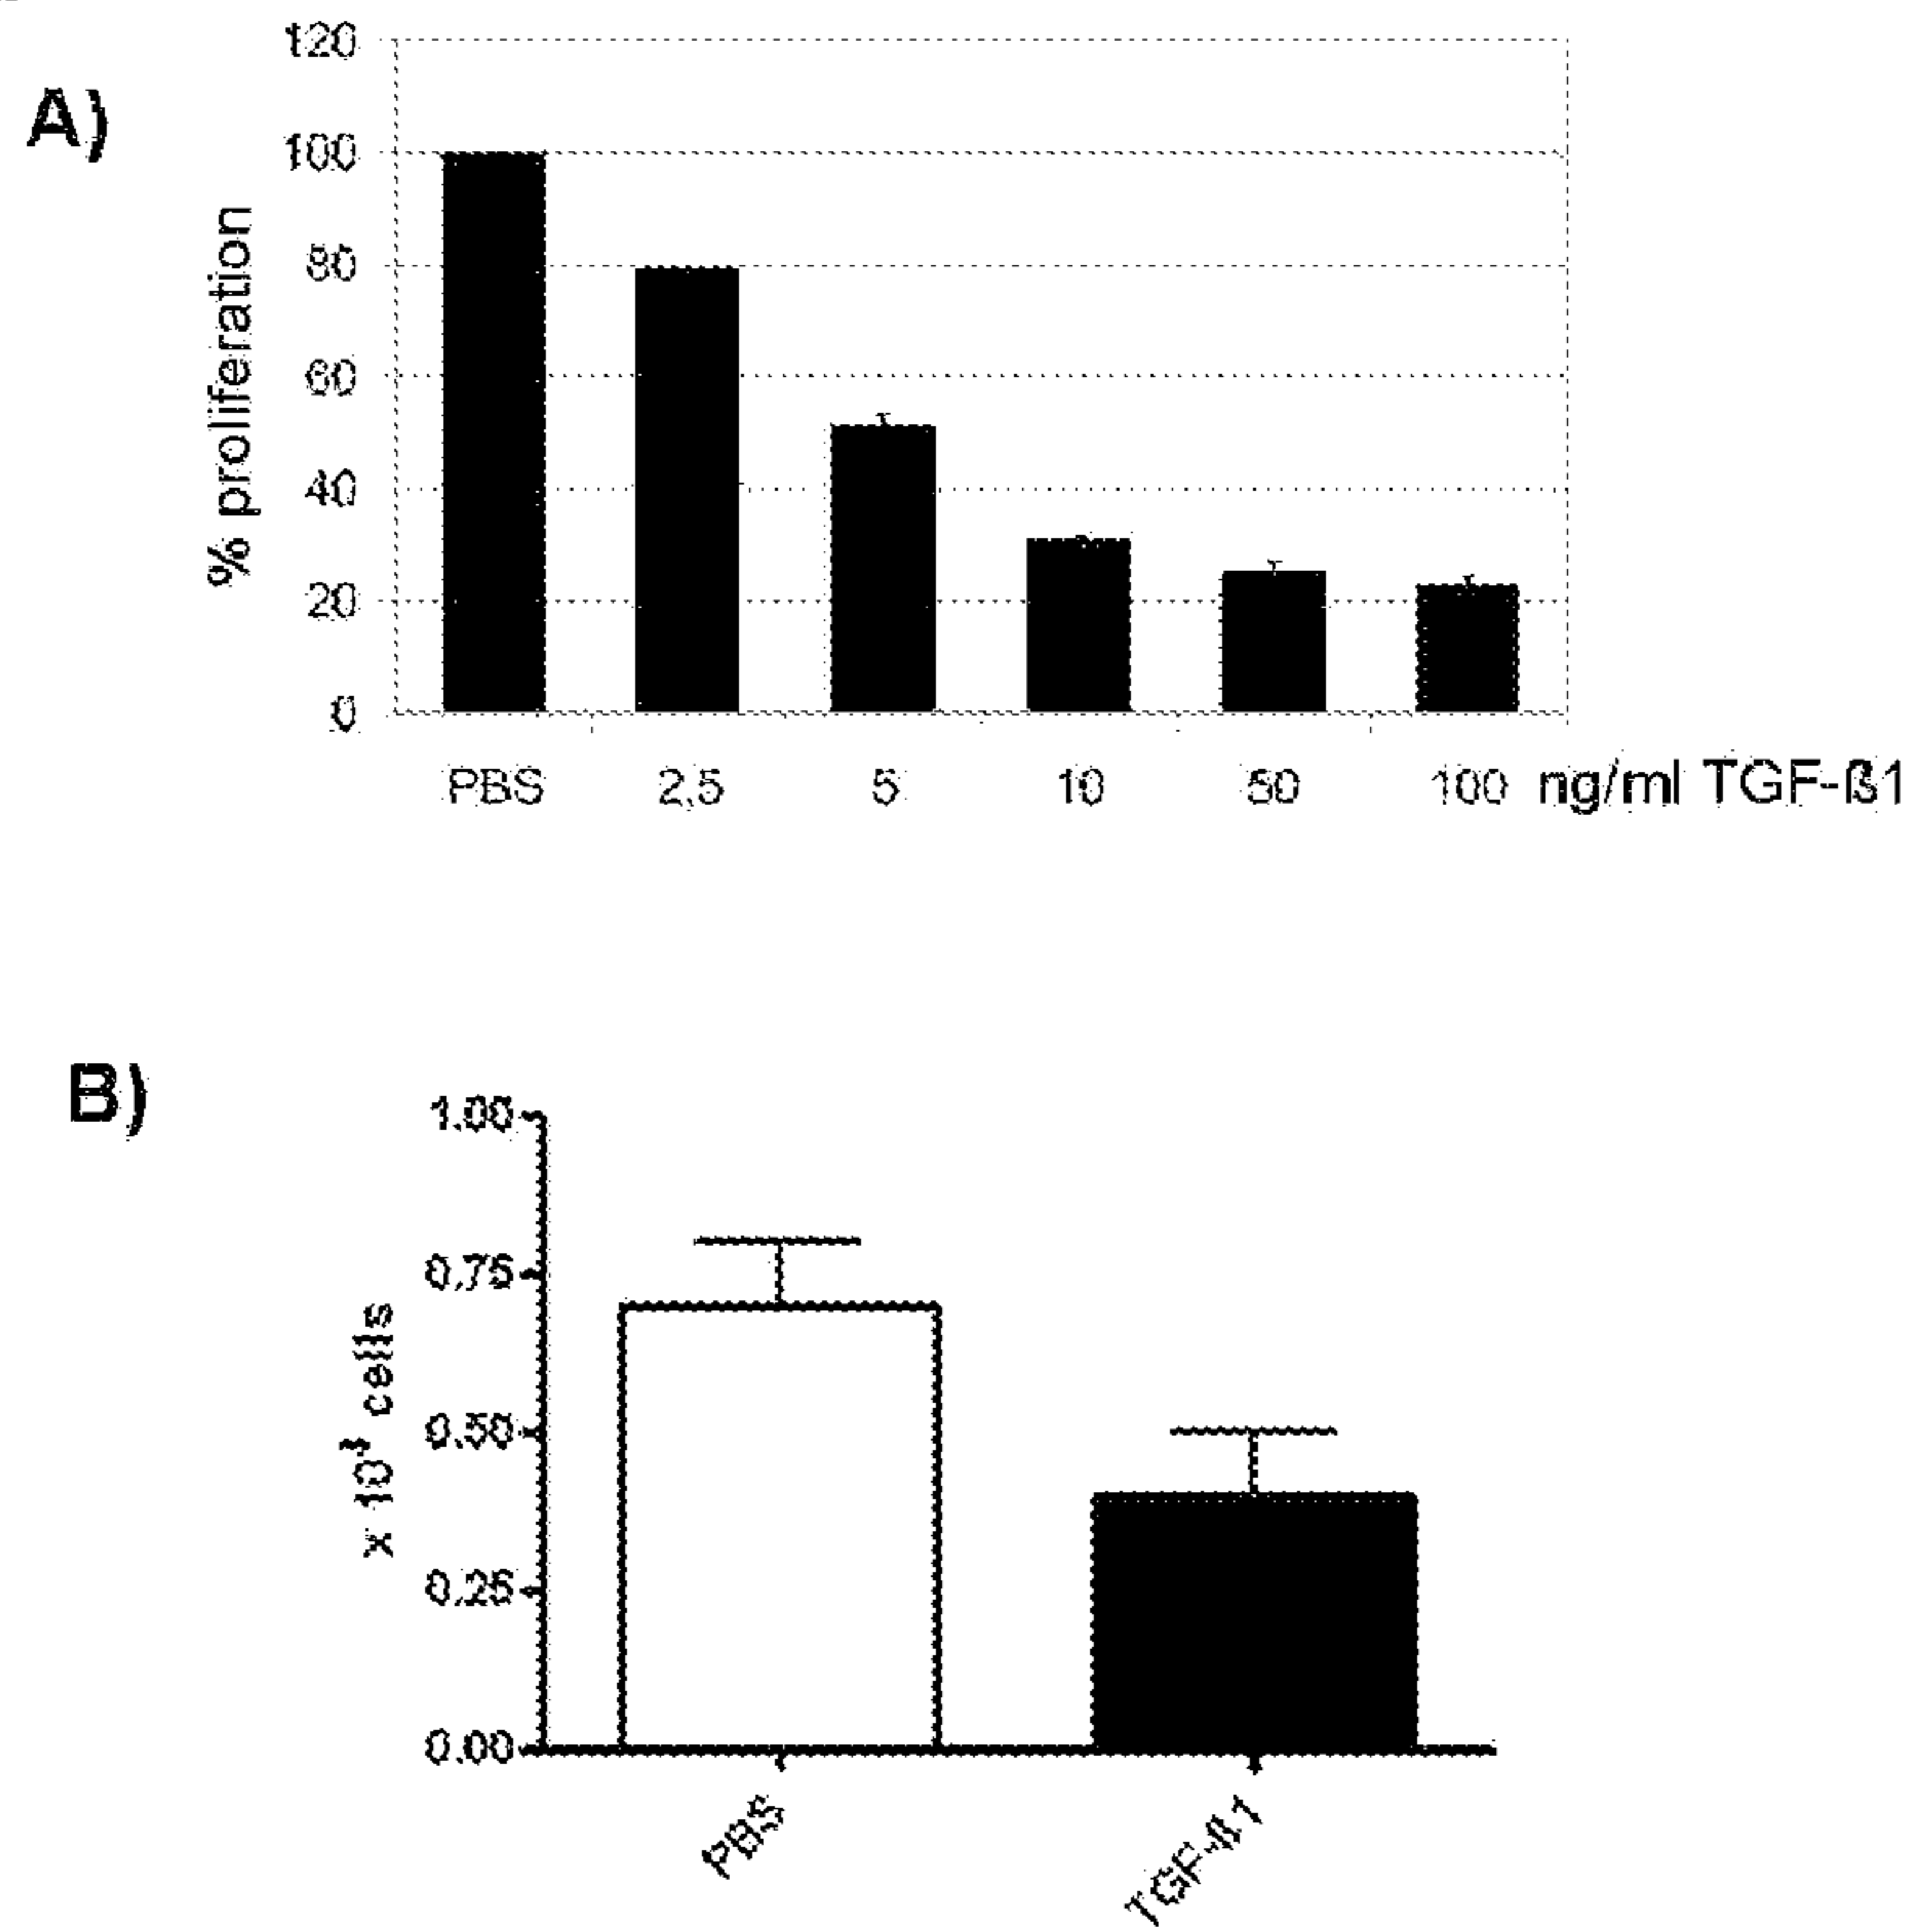 A)
120
100
80
60
40
20
0
% proliferation
PBS 2,5 5 10 50 100 ng/ml TGF-ß1
B)
1.00
0.75
0.50
0.25
0.00
x 10³ cells
PBS
TGF-ß1